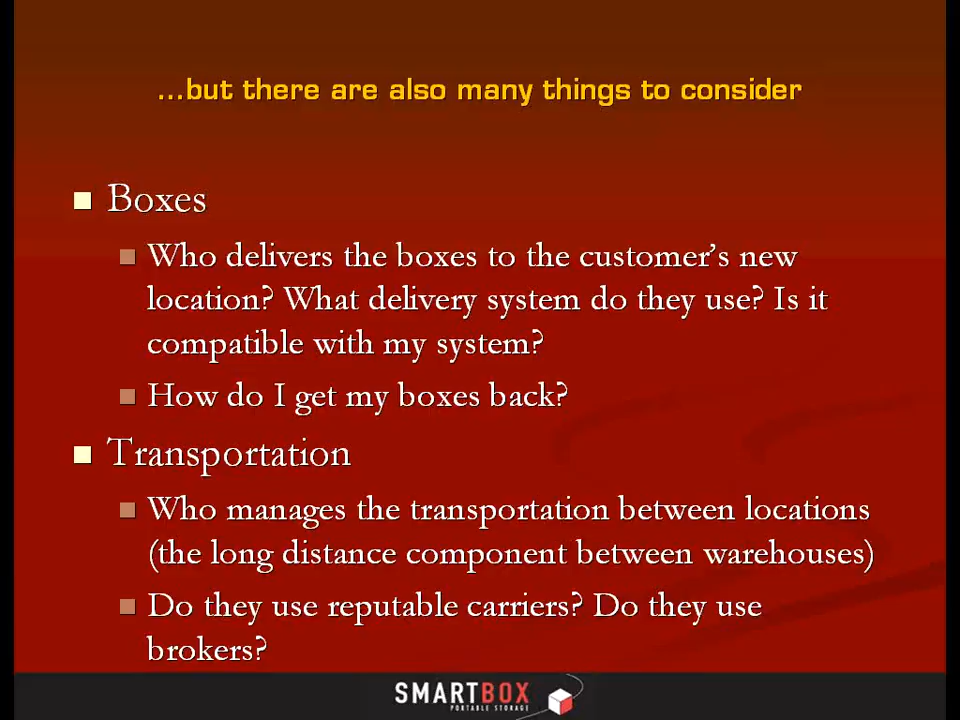 ...but there are also many things to consider
Boxes
Who delivers the boxes to the customer’s new
location? What delivery system do they use? Is it
compatible with my system?
How do I get my boxes back?
Transportation
Who manages the transportation between locations
(the long distance component between warehouses)
Do they use reputable carriers? Do they use
brokers?
SMARTBOX
PORTABLE STORAGE